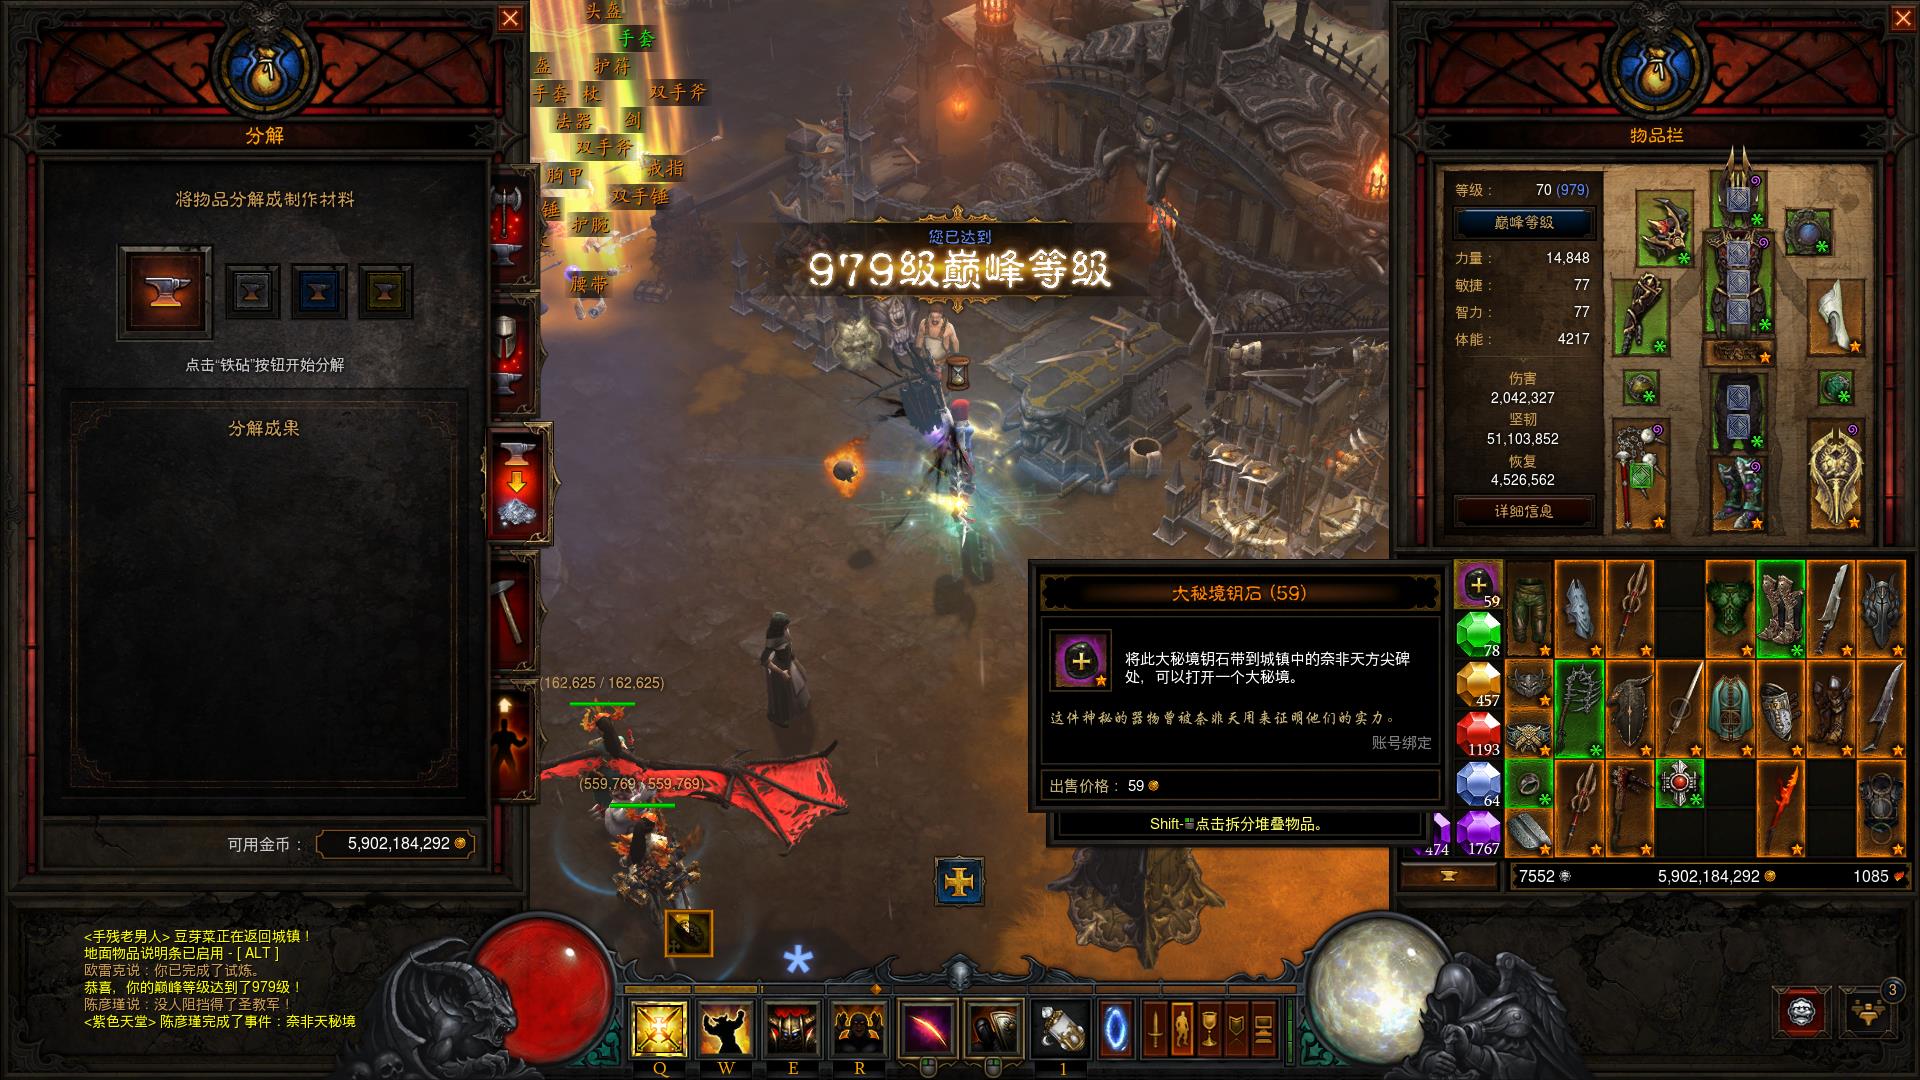 分解
将物品分解成制作材料
点击“铁砧”按钮开始分解
分解成果
可用金币：
5,902,184,292
头盔
手套
盔
护符
手套
杖
双手斧
法器
剑
双手斧
胸甲
戒指
锤
双手锤
护腕
腰带
您已达到
979级巅峰等级
(162,625 / 162,625)
(559,769 / 559,769)
物品栏
等级：
70 (979)
巅峰等级
力量：
14,848
敏捷：
77
智力：
77
体能：
4217
伤害
2,042,327
坚韧
51,103,852
恢复
4,526,562
详细信息
大秘境钥石 (59)
将此大秘境钥石带到城镇中的奈非天方尖碑
处，可以打开一个大秘境。
这件神秘的器物曾被奈非天用来证明他们的实力。
账号绑定
出售价格：
59
Shift-点击拆分堆叠物品。
59
78
457
1193
64
474
1767
7552
5,902,184,292
1085
<手残老男人> 豆芽菜正在返回城镇！
地面物品说明条已启用 - [ ALT ]
欧雷克说：你已完成了试炼。
恭喜，你的巅峰等级达到了979级！
陈彦瑾说：没人阻挡得了圣教军！
<紫色天堂> 陈彦瑾完成了事件：奈非天秘境
Q
W
E
R
1
3